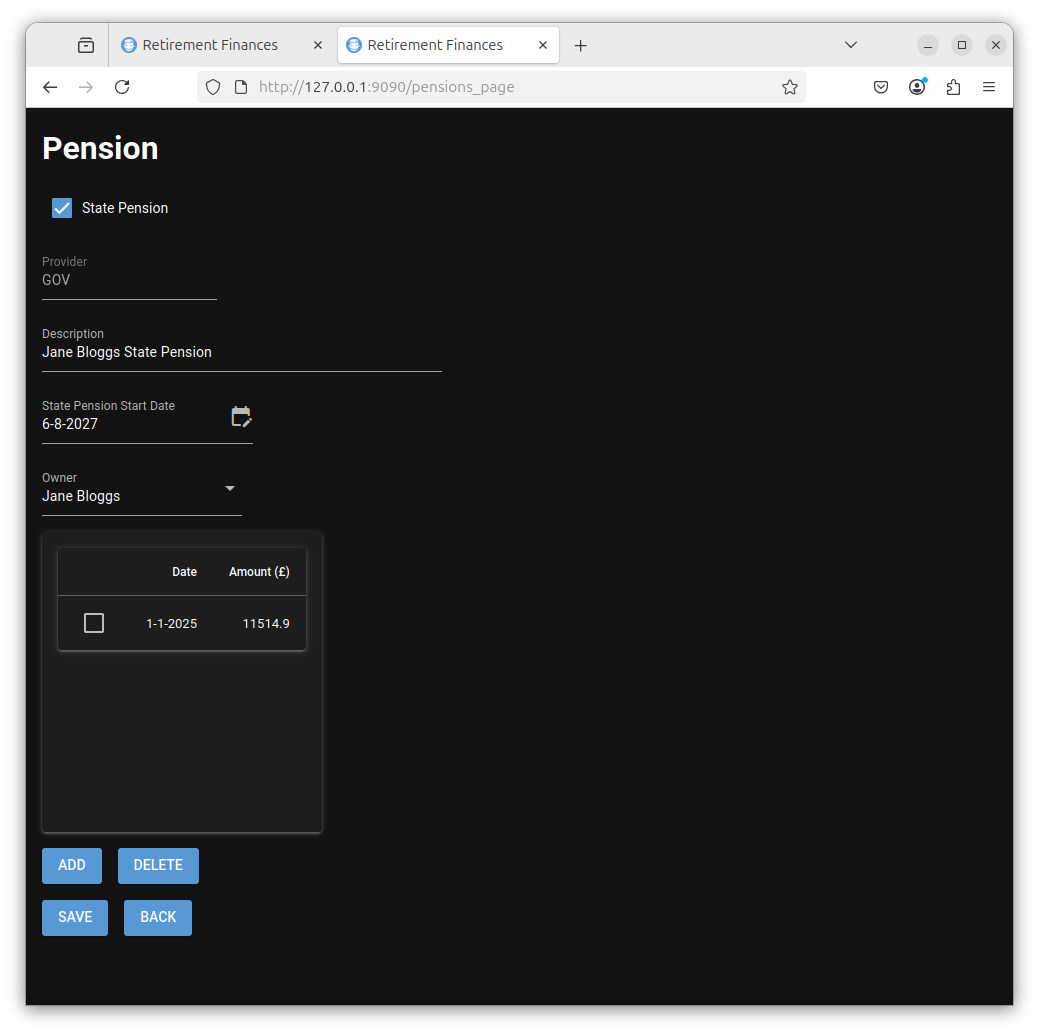 Retirement Finances
Retirement Finances
http://127.0.0.1:9090/pensions_page
Pension
State Pension
Provider
GOV
Description
Jane Bloggs State Pension
State Pension Start Date
6-8-2027
Owner
Jane Bloggs
Date Amount (£)
1-1-2025 11514.9
ADD DELETE
SAVE BACK